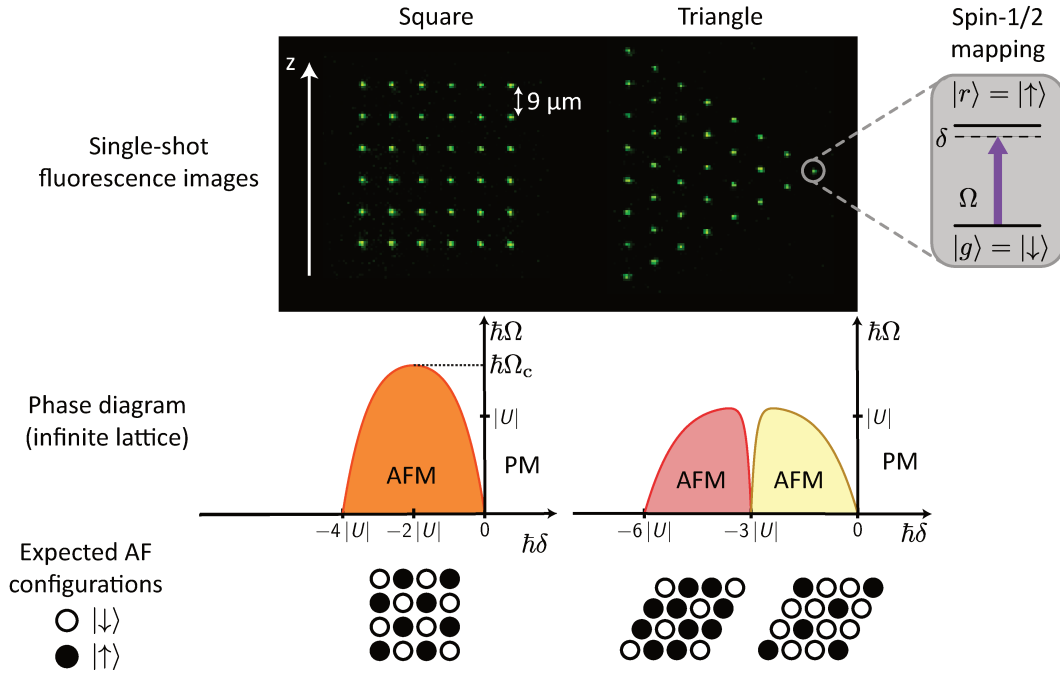 Square
Triangle
Spin-1/2
mapping
z
9 μm
|r⟩ = |↑⟩
δ
Ω
|g⟩ = |↓⟩
Single-shot
fluorescence images
ħΩ
ħΩc
|U|
AFM
PM
−4|U|
−2|U|
0
ħδ
ħΩ
|U|
AFM
AFM
PM
−6|U|
−3|U|
0
ħδ
Phase diagram
(infinite lattice)
Expected AF
configurations
|↓⟩
|↑⟩